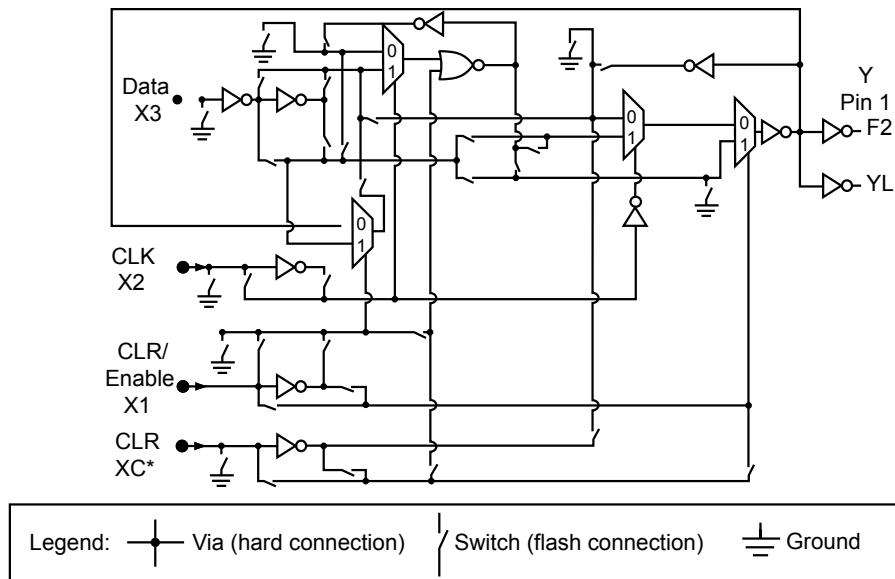 Data
X3
0
1
0
1
0
1
0
1
Y
Pin 1
F2
YL
CLK
X2
CLR/
Enable
X1
CLR
XC*
Legend: Via (hard connection) Switch (flash connection) Ground